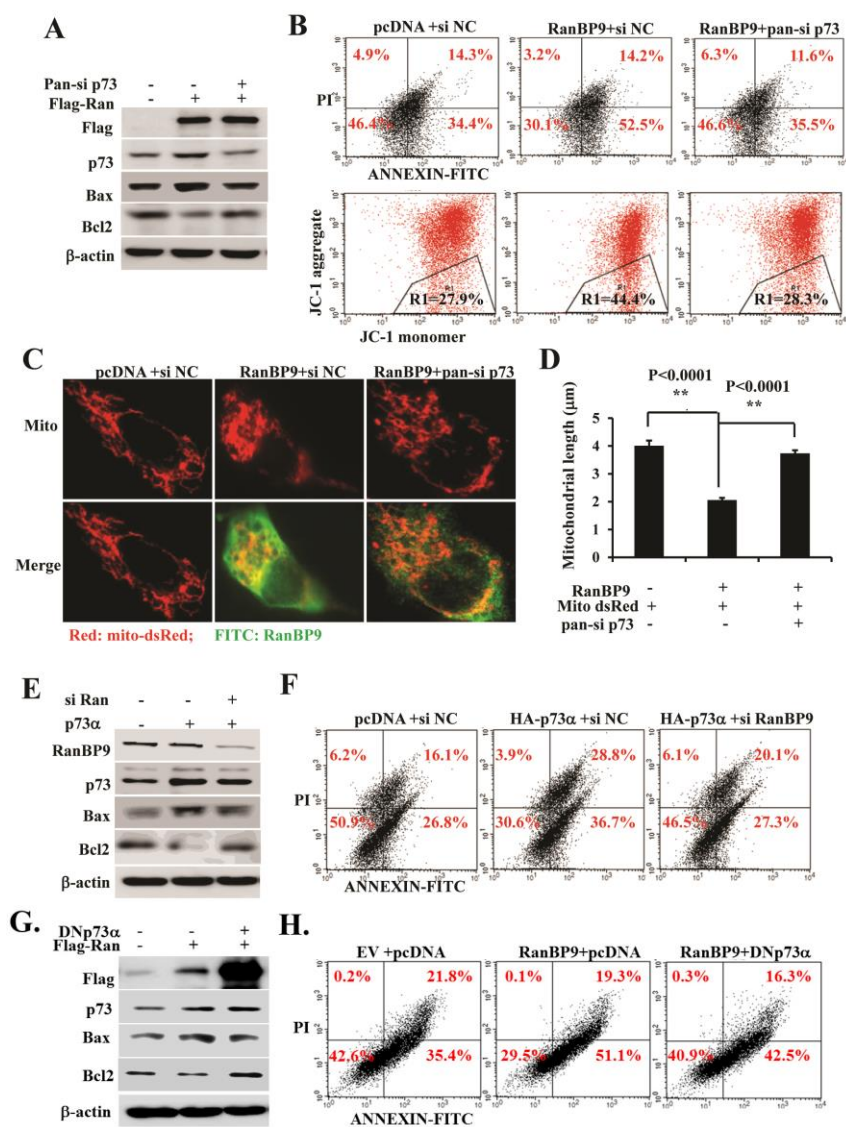 A
Pan-si p73 - - +
Flag-Ran - + +
Flag
p73
Bax
Bcl2
β-actin
B
pcDNA +si NC RanBP9+si NC RanBP9+pan-si p73
4.9% 14.3% 3.2% 14.2% 6.3% 11.6%
PI
46.4% 34.4% 30.1% 52.5% 46.6% 35.5%
ANNEXIN-FITC
JC-1 aggregate
R1 R1 R1
R1=27.9% R1=44.4% R1=28.3%
JC-1 monomer
C
pcDNA +si NC RanBP9+si NC RanBP9+pan-si p73
Mito
Merge
Red: mito-dsRed; FITC: RanBP9
D
P<0.0001 P<0.0001
** **
Mitochondrial length (μm)
5
4
3
2
1
0
RanBP9 - + +
Mito dsRed + + +
pan-si p73 - - +
E
si Ran - - +
p73α - + +
RanBP9
p73
Bax
Bcl2
β-actin
F
pcDNA +si NC HA-p73α +si NC HA-p73α +si RanBP9
6.2% 16.1% 3.9% 28.8% 6.1% 20.1%
PI
50.9% 26.8% 30.6% 36.7% 46.5% 27.3%
ANNEXIN-FITC
G.
DNp73α - - +
Flag-Ran - + +
Flag
p73
Bax
Bcl2
β-actin
H.
EV +pcDNA RanBP9+pcDNA RanBP9+DNp73α
0.2% 21.8% 0.1% 19.3% 0.3% 16.3%
PI
42.6% 35.4% 29.5% 51.1% 40.9% 42.5%
ANNEXIN-FITC